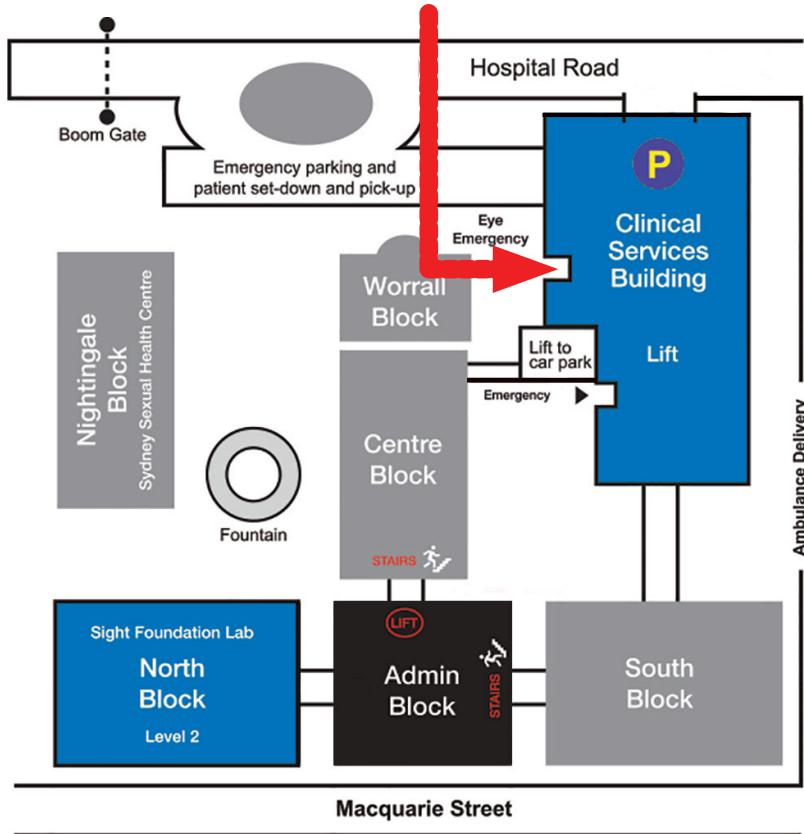 Hospital Road
Boom Gate
P
Emergency parking and
patient set-down and pick-up
Eye
Emergency
Clinical
Services
Building
Worrall
Block
Nightingale
Block
Sydney Sexual Health Centre
Lift to
car park
Lift
Emergency
Centre
Block
Ambulance Delivery
Fountain
STAIRS
LIFT
Sight Foundation Lab
North
Block
Level 2
Admin
Block
STAIRS
South
Block
Macquarie Street